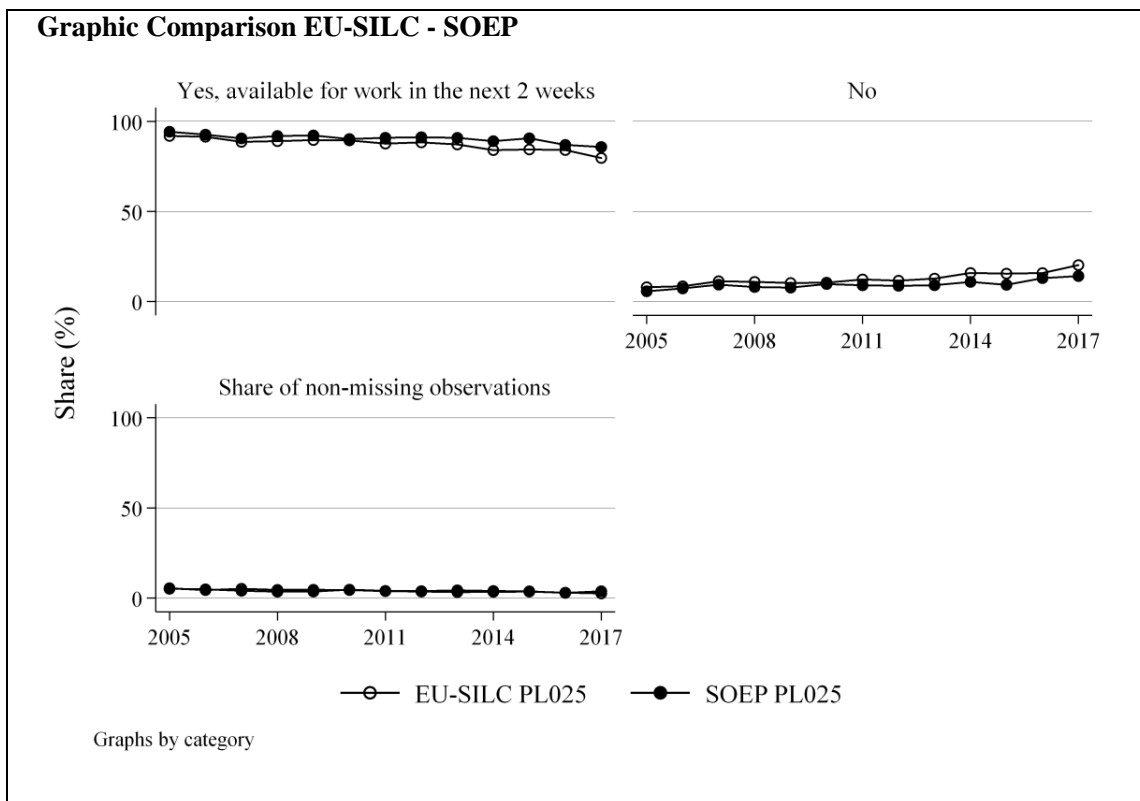 Graphic Comparison EU-SILC - SOEP
Yes, available for work in the next 2 weeks
No
100
50
0
2005 2008 2011 2014 2017
Share of non-missing observations
100
50
0
2005 2008 2011 2014 2017
Share (%)
EU-SILC PL025 SOEP PL025
Graphs by category